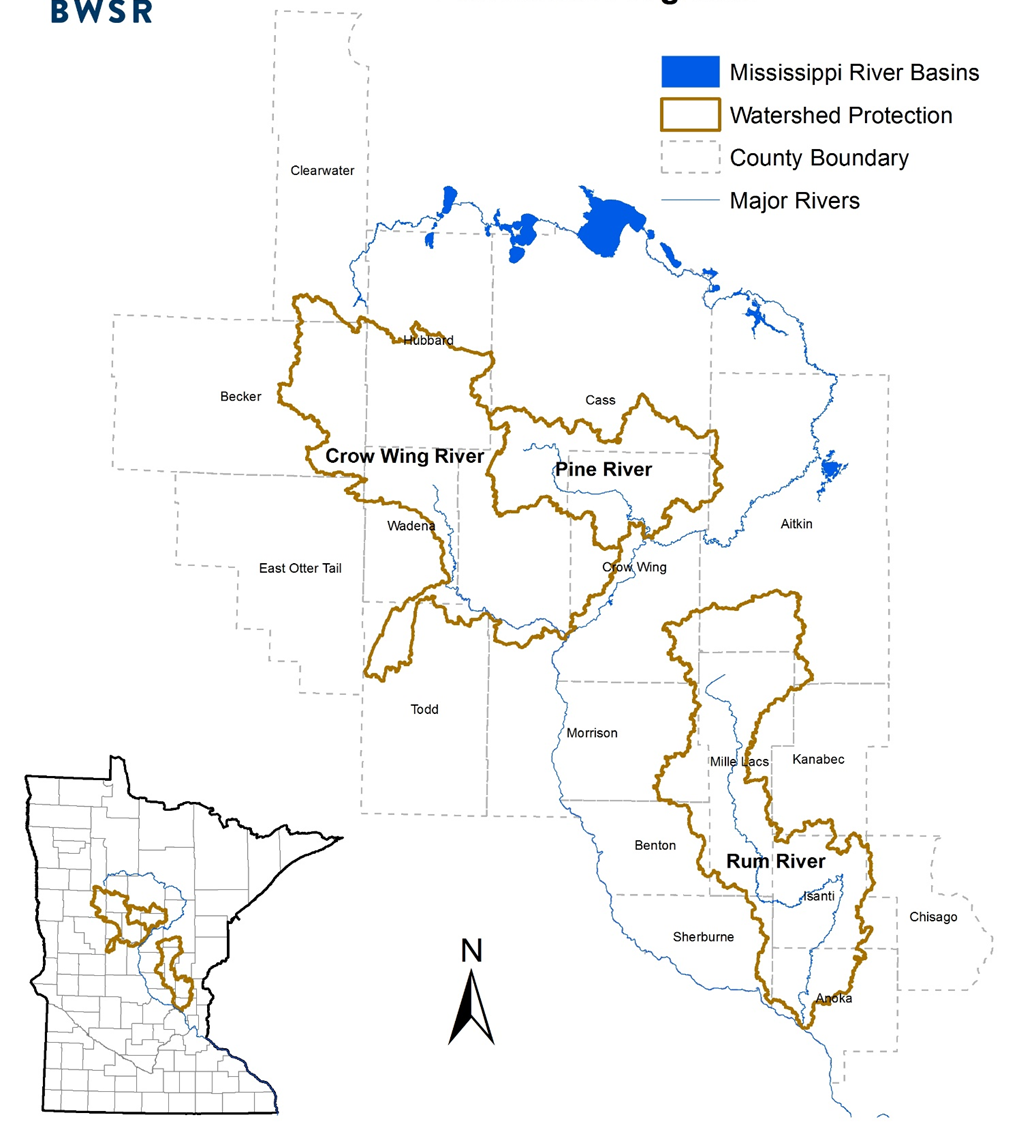 BWSR
Mississippi River Basins
Watershed Protection
County Boundary
Major Rivers
Clearwater
Hubbard
Becker
Cass
Crow Wing River
Pine River
Wadena
Aitkin
East Otter Tail
Crow Wing
Todd
Morrison
Mille Lacs
Kanabec
Benton
Rum River
Isanti
Chisago
Sherburne
N
Anoka